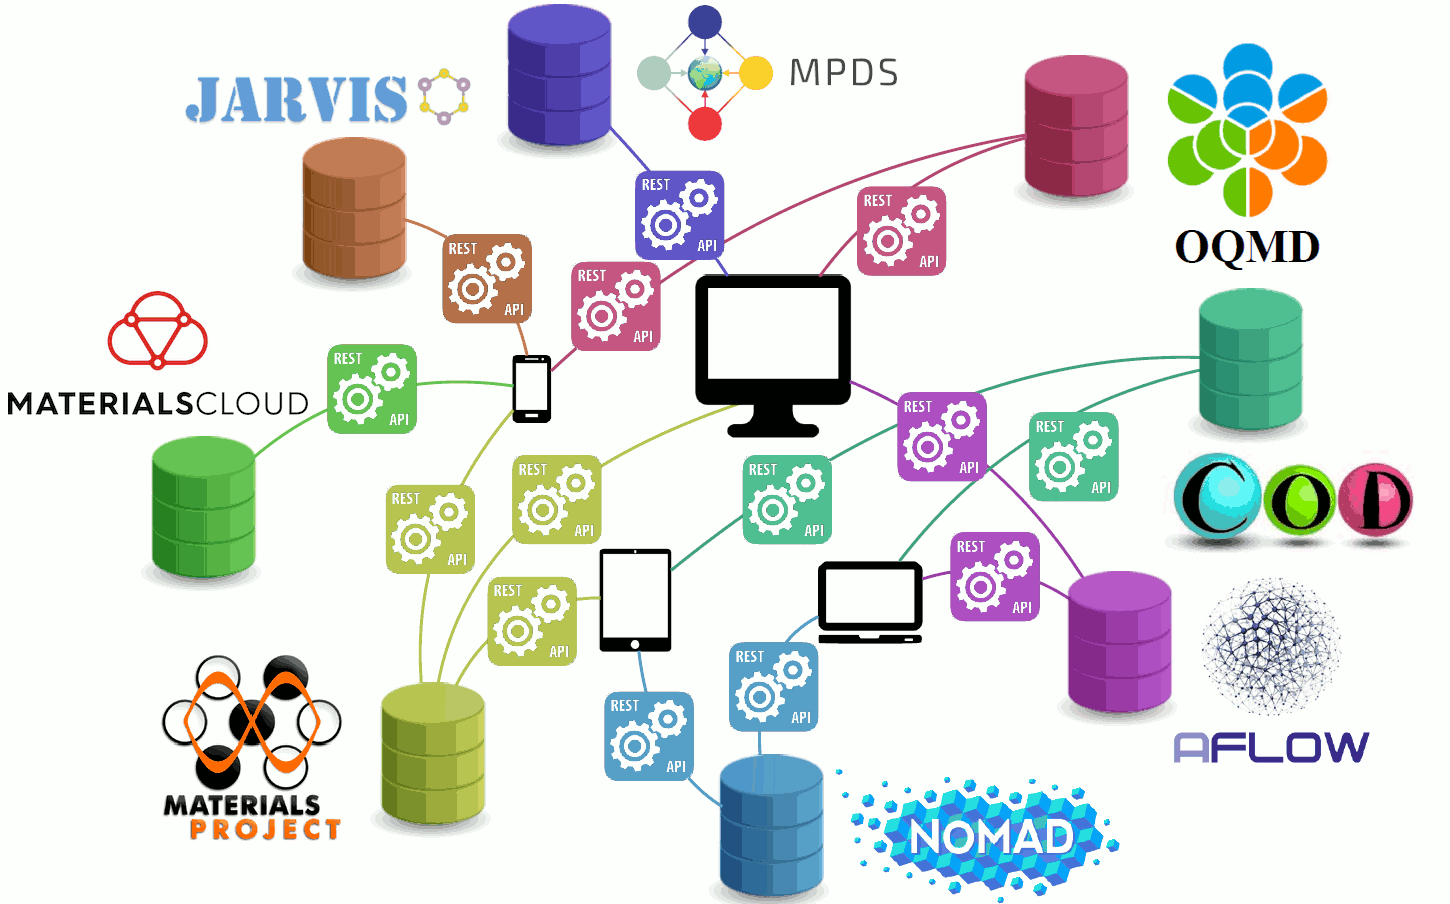 JARVIS
MPDS
OQMD
MATERIALSCLOUD
COD
AFLOW
MATERIALS
PROJECT
NOMAD
REST
API
REST
API
REST
API
REST
API
REST
API
REST
API
REST
API
REST
API
REST
API
REST
API
REST
API
REST
API
REST
API
REST
API